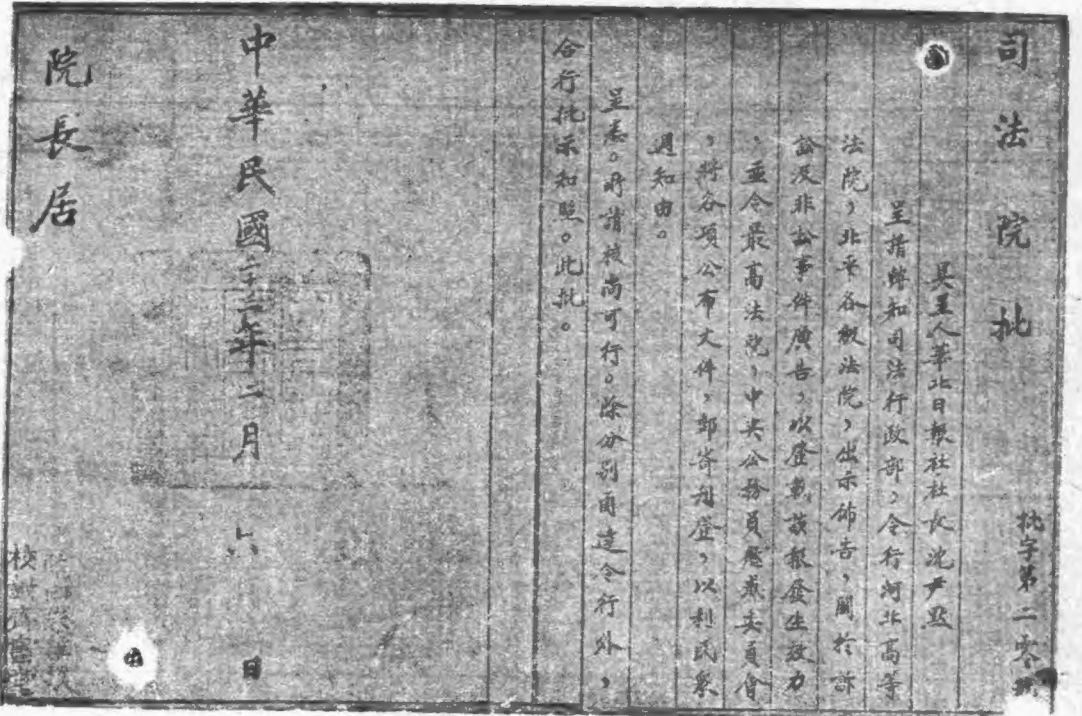 司法院批
批字第二零號
具呈人華北日報社社長沈尹默
呈請轉知司法行政部，令行河北高等
法院，北平各級法院，出示佈告，關於訴
訟及非訟事件廣告，以登載該報發生效力
，並令最高法院，中央公務員懲戒委員會
，將各項公布文件，郵寄刊登，以利民眾
週知由。
呈悉。所請核尚可行。除分別函達令行外，
合行批示知照。此批。
中華民國二十二年二月六日
院長居
校